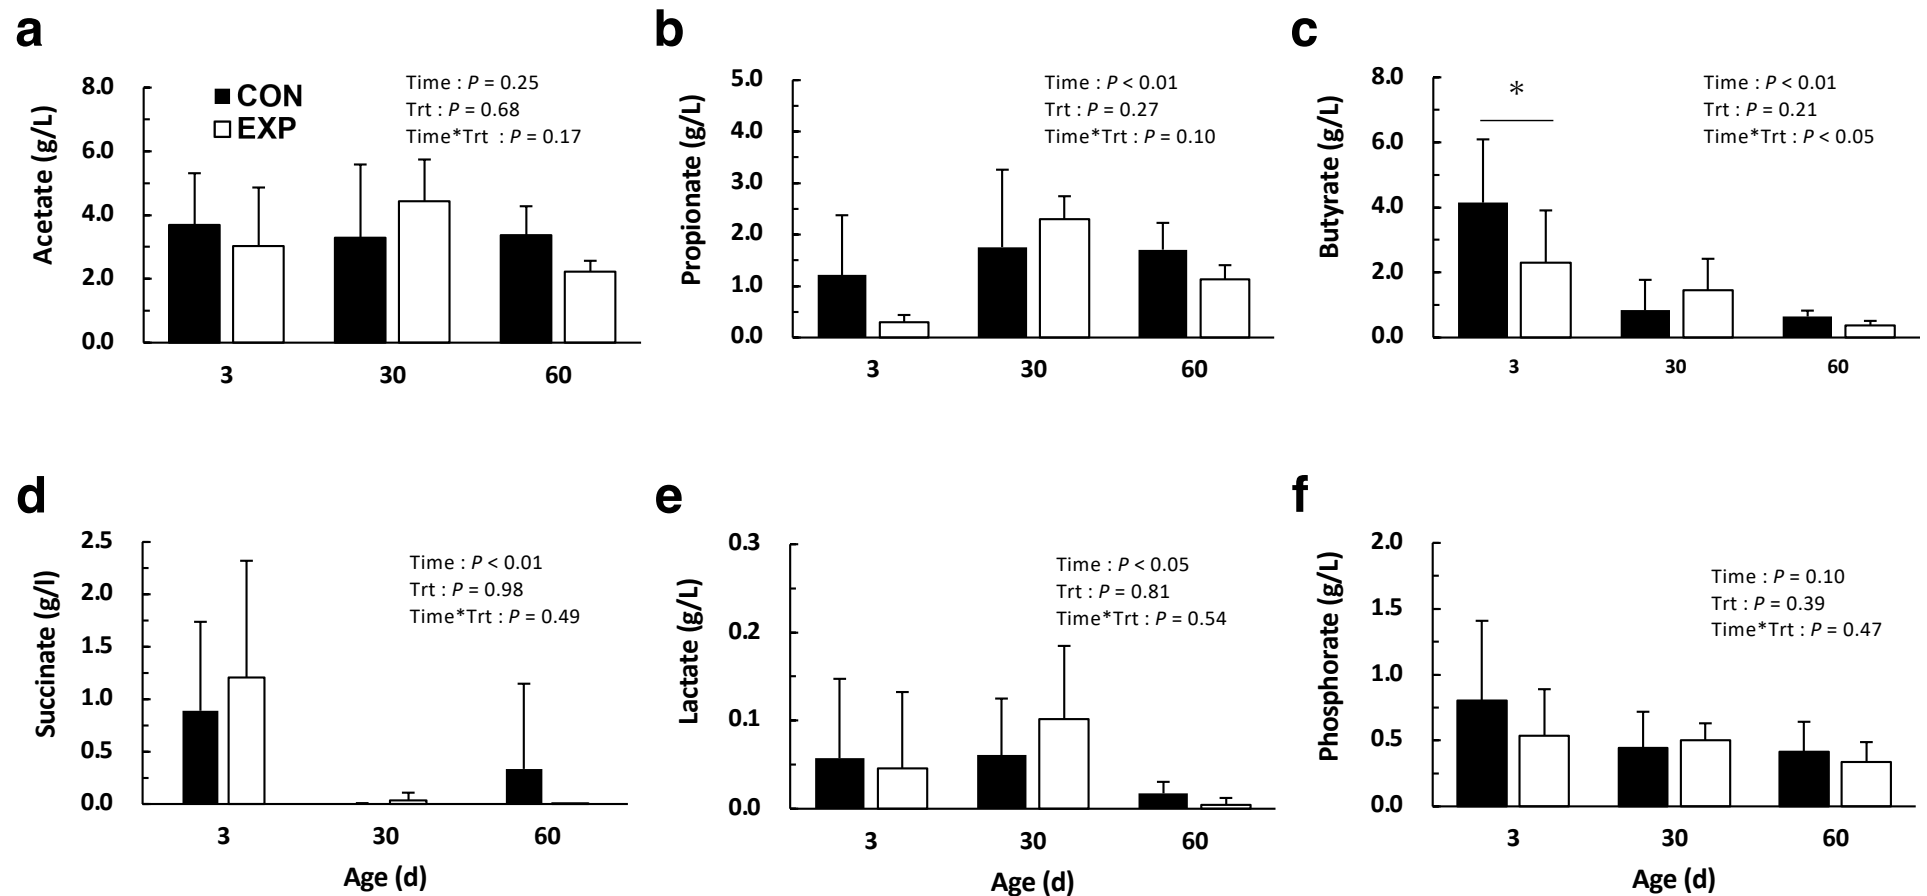 a
Acetate (g/L)
8.0
6.0
4.0
2.0
0.0
CON
EXP
Time : P = 0.25
Trt : P = 0.68
Time*Trt : P = 0.17
3 30 60
b
Propionate (g/L)
5.0
4.0
3.0
2.0
1.0
0.0
Time : P < 0.01
Trt : P = 0.27
Time*Trt : P = 0.10
3 30 60
c
Butyrate (g/L)
8.0
6.0
4.0
2.0
0.0
*
Time : P < 0.01
Trt : P = 0.21
Time*Trt : P < 0.05
3 30 60
d
Succinate (g/l)
2.5
2.0
1.5
1.0
0.5
0.0
Time : P < 0.01
Trt : P = 0.98
Time*Trt : P = 0.49
3 30 60
Age (d)
e
Lactate (g/L)
0.3
0.2
0.1
0.0
Time : P < 0.05
Trt : P = 0.81
Time*Trt : P = 0.54
3 30 60
Age (d)
f
Phosphorate (g/L)
2.0
1.5
1.0
0.5
0.0
Time : P = 0.10
Trt : P = 0.39
Time*Trt : P = 0.47
3 30 60
Age (d)